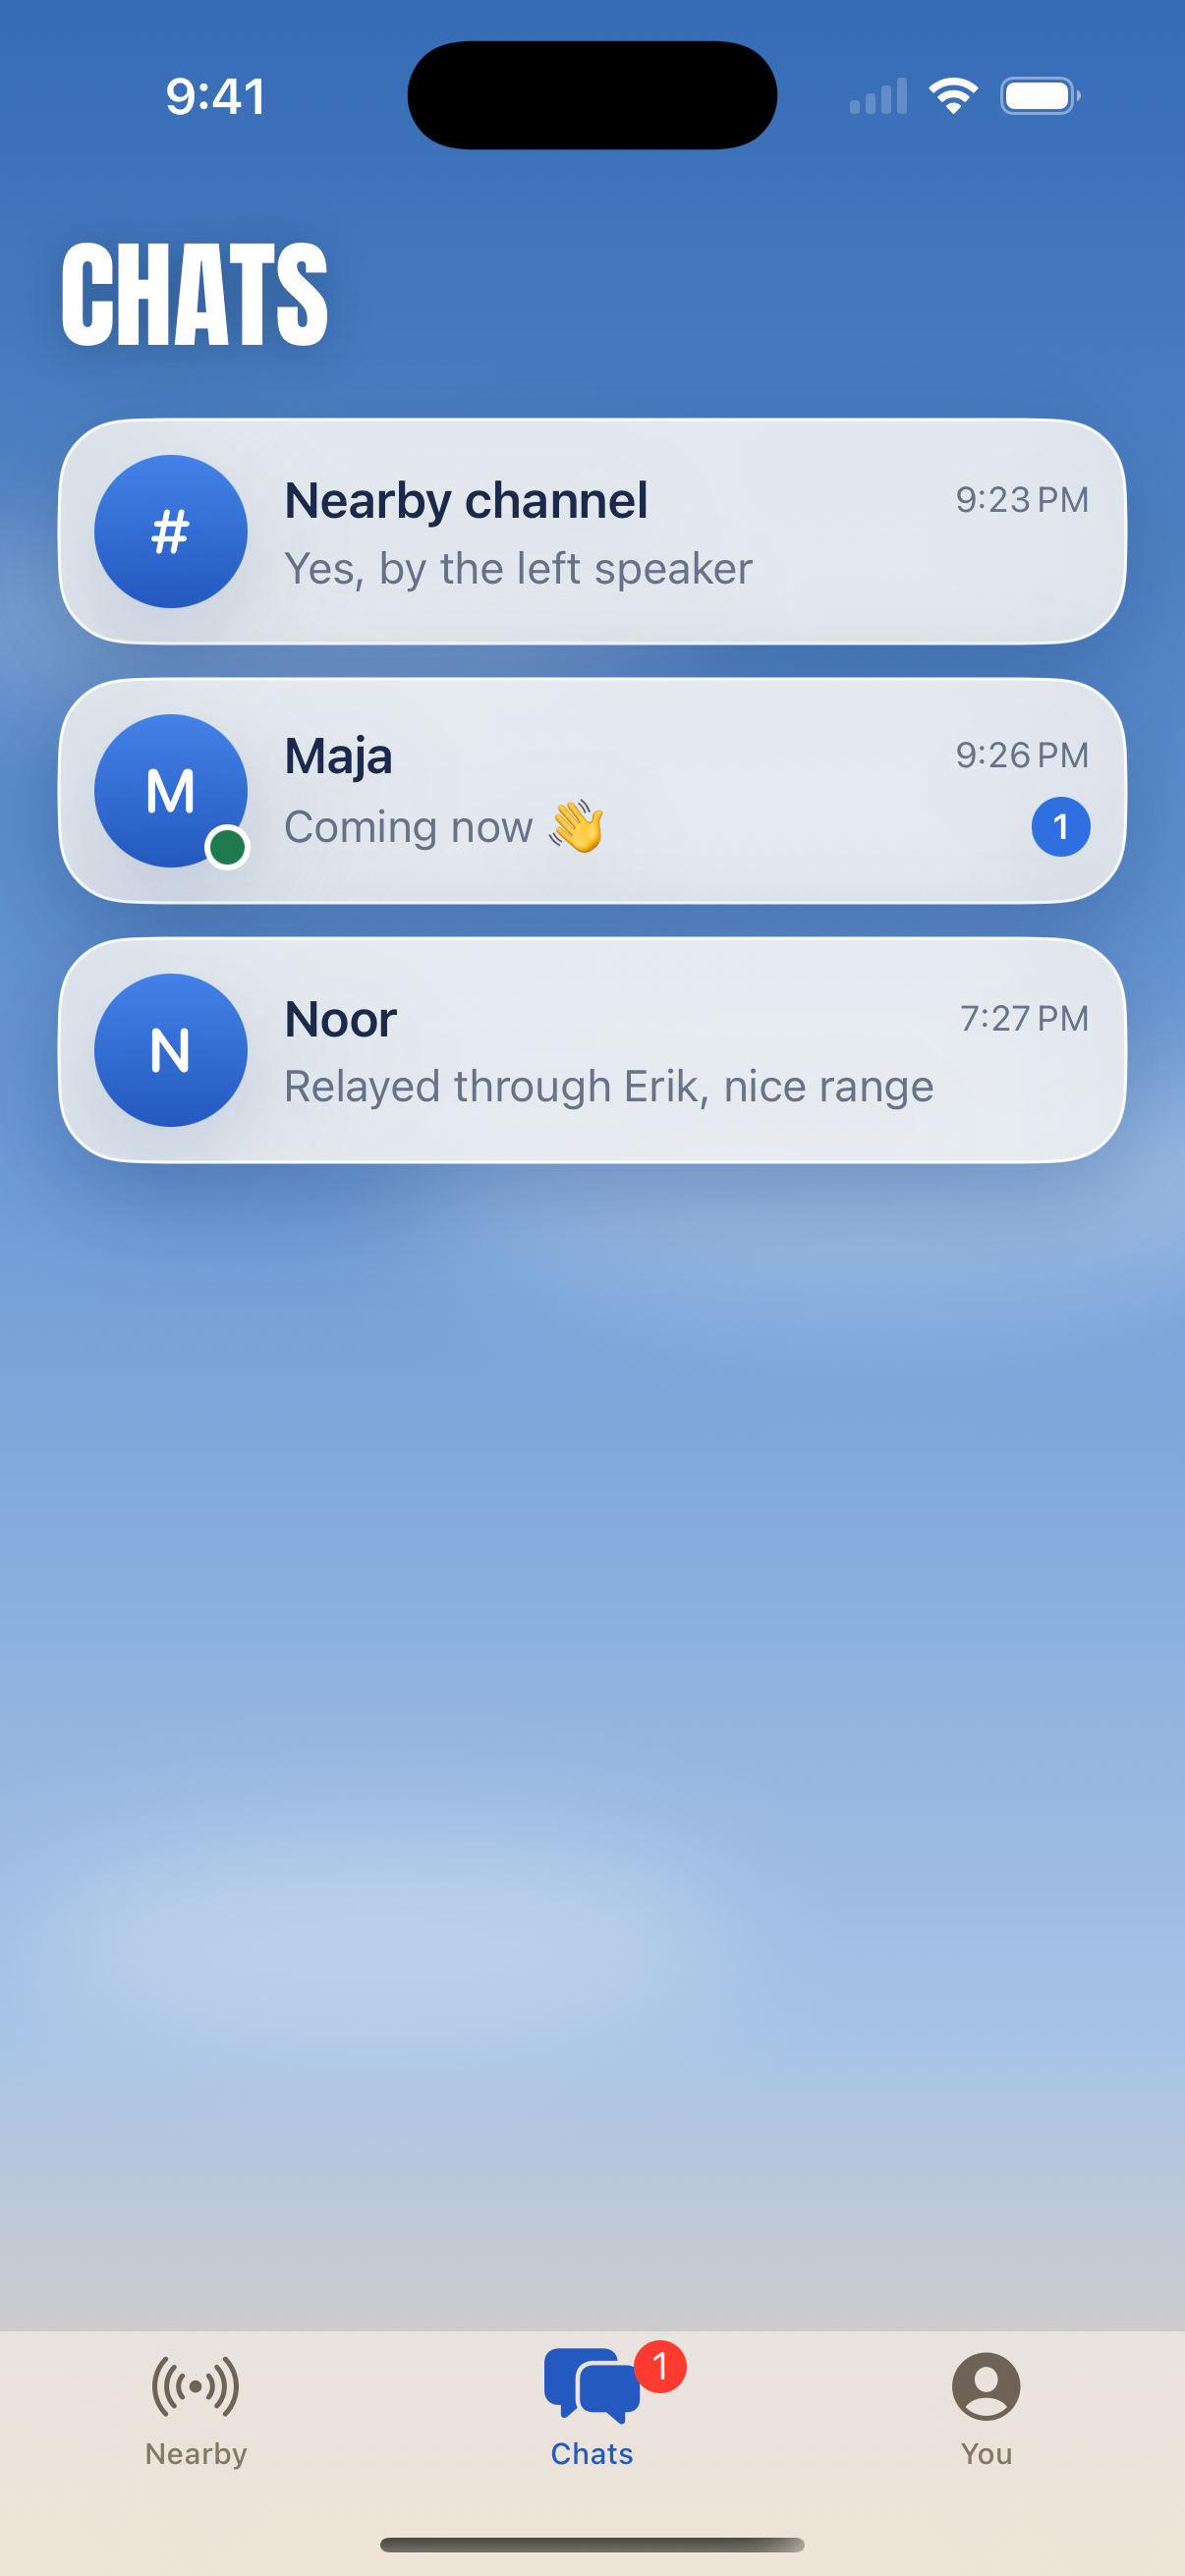 9:41
CHATS
#
Nearby channel
9:23 PM
Yes, by the left speaker
M
Maja
9:26 PM
Coming now 👋
1
N
Noor
7:27 PM
Relayed through Erik, nice range
1
Nearby
Chats
You